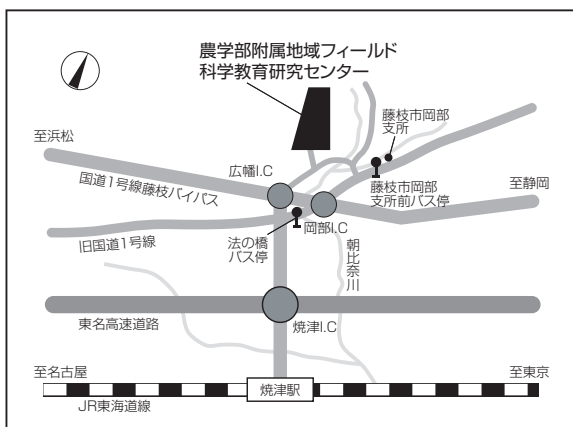 農学部附属地域フィールド
科学教育研究センター
藤枝市岡部
支所
至浜松
広幡I.C
国道1号線藤枝バイパス
藤枝市岡部
支所前バス停
至静岡
旧国道1号線
法の橋
バス停
岡部I.C
朝比奈川
東名高速道路
焼津I.C
至名古屋
至東京
焼津駅
JR東海道線